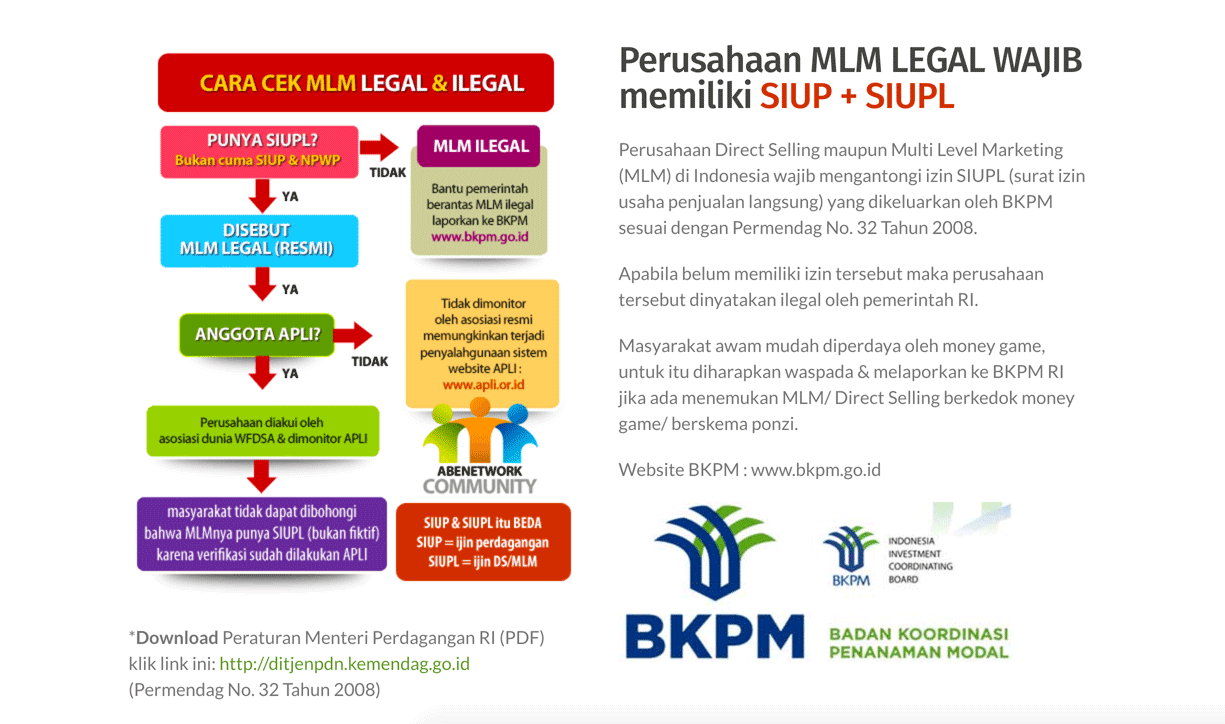 CARA CEK MLM LEGAL & ILEGAL
PUNYA SIUPL?
Bukan cuma SIUP & NPWP
TIDAK
MLM ILEGAL
Bantu pemerintah
berantas MLM ilegal
laporkan ke BKPM
www.bkpm.go.id
YA
DISEBUT
MLM LEGAL (RESMI)
YA
ANGGOTA APLI?
TIDAK
Tidak dimonitor
oleh asosiasi resmi
memungkinkan terjadi
penyalahgunaan sistem
website APLI :
www.apli.or.id
YA
Perusahaan diakui oleh
asosiasi dunia WFDSA & dimonitor APLI
ABENETWORK
COMMUNITY
masyarakat tidak dapat dibohongi
bahwa MLMnya punya SIUPL (bukan fiktif)
karena verifikasi sudah dilakukan APLI
SIUP & SIUPL itu BEDA
SIUP = ijin perdagangan
SIUPL = ijin DS/MLM
*Download Peraturan Menteri Perdagangan RI (PDF)
klik link ini: http://ditjenpdn.kemendag.go.id
(Permendag No. 32 Tahun 2008)
Perusahaan MLM LEGAL WAJIB
memiliki SIUP + SIUPL
Perusahaan Direct Selling maupun Multi Level Marketing
(MLM) di Indonesia wajib mengantongi izin SIUPL (surat izin
usaha penjualan langsung) yang dikeluarkan oleh BKPM
sesuai dengan Permendag No. 32 Tahun 2008.
Apabila belum memiliki izin tersebut maka perusahaan
tersebut dinyatakan ilegal oleh pemerintah RI.
Masyarakat awam mudah diperdaya oleh money game,
untuk itu diharapkan waspada & melaporkan ke BKPM RI
jika ada menemukan MLM/ Direct Selling berkedok money
game/ berskema ponzi.
Website BKPM : www.bkpm.go.id
BKPM
INDONESIA
INVESTMENT
COORDINATING
BOARD
BKPM
BADAN KOORDINASI
PENANAMAN MODAL